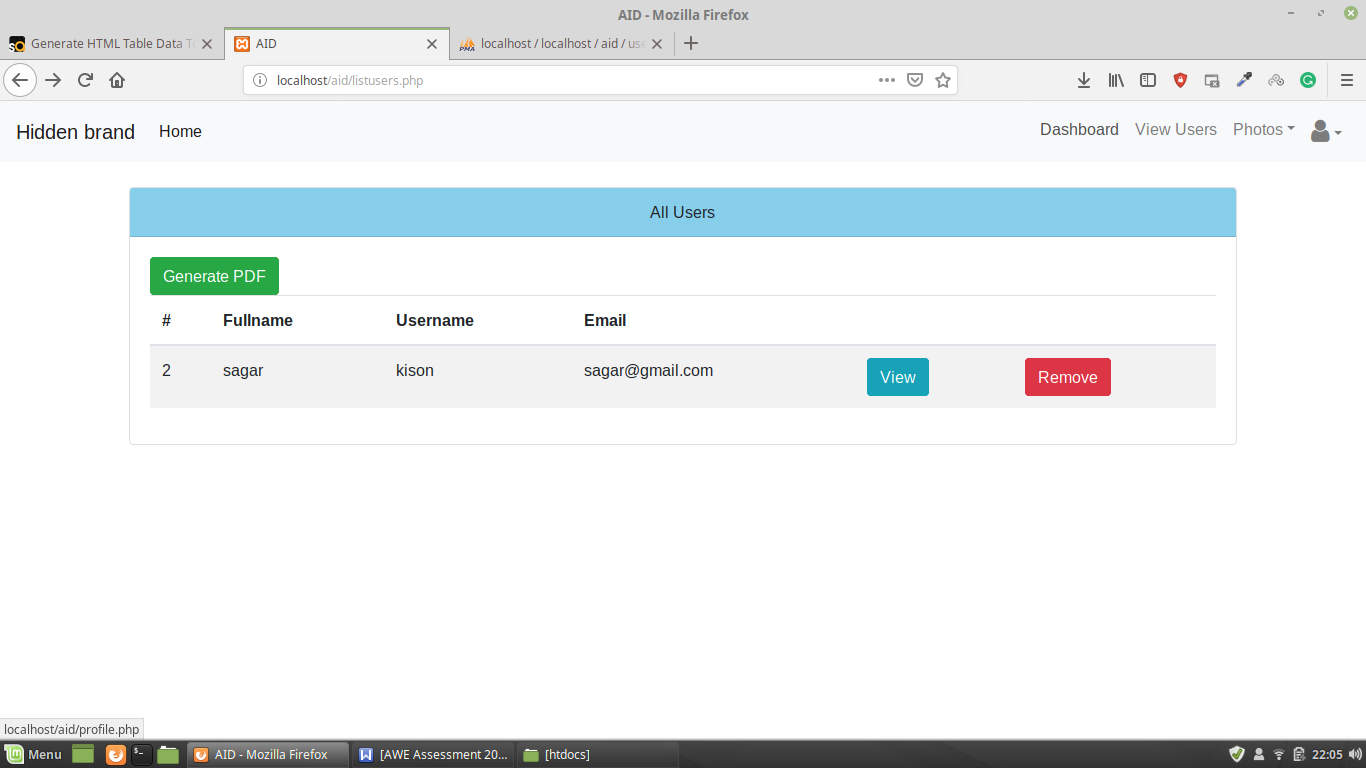 AID - Mozilla Firefox
Generate HTML Table Data To
AID
localhost / localhost / aid / use
localhost/aid/listusers.php
Hidden brand Home Dashboard View Users Photos
All Users
Generate PDF
# Fullname Username Email
2 sagar kison sagar@gmail.com View Remove
localhost/aid/profile.php
Menu AID - Mozilla Firefox [AWE Assessment 20... [htdocs] 22:05